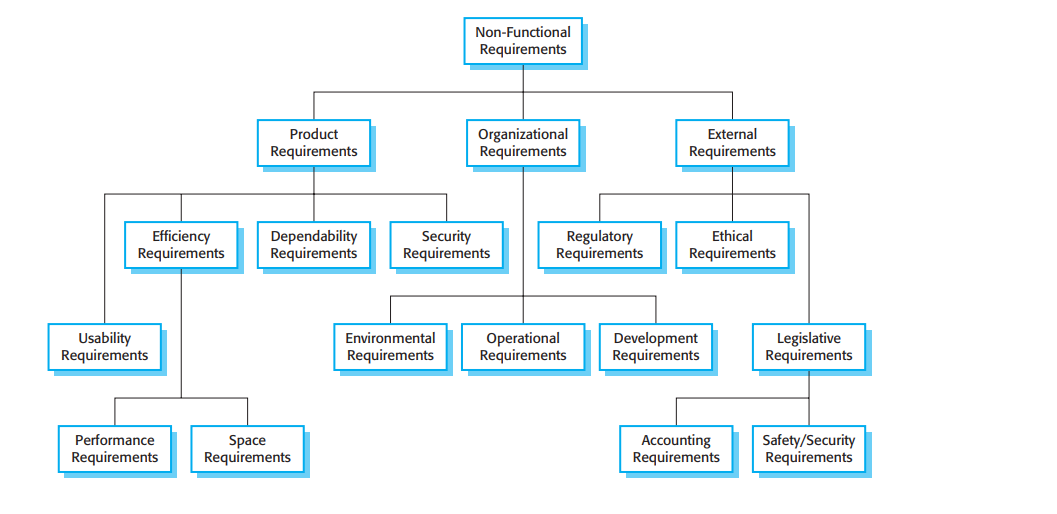 Non-Functional
Requirements
Product
Requirements
Organizational
Requirements
External
Requirements
Efficiency
Requirements
Dependability
Requirements
Security
Requirements
Regulatory
Requirements
Ethical
Requirements
Usability
Requirements
Environmental
Requirements
Operational
Requirements
Development
Requirements
Legislative
Requirements
Performance
Requirements
Space
Requirements
Accounting
Requirements
Safety/Security
Requirements